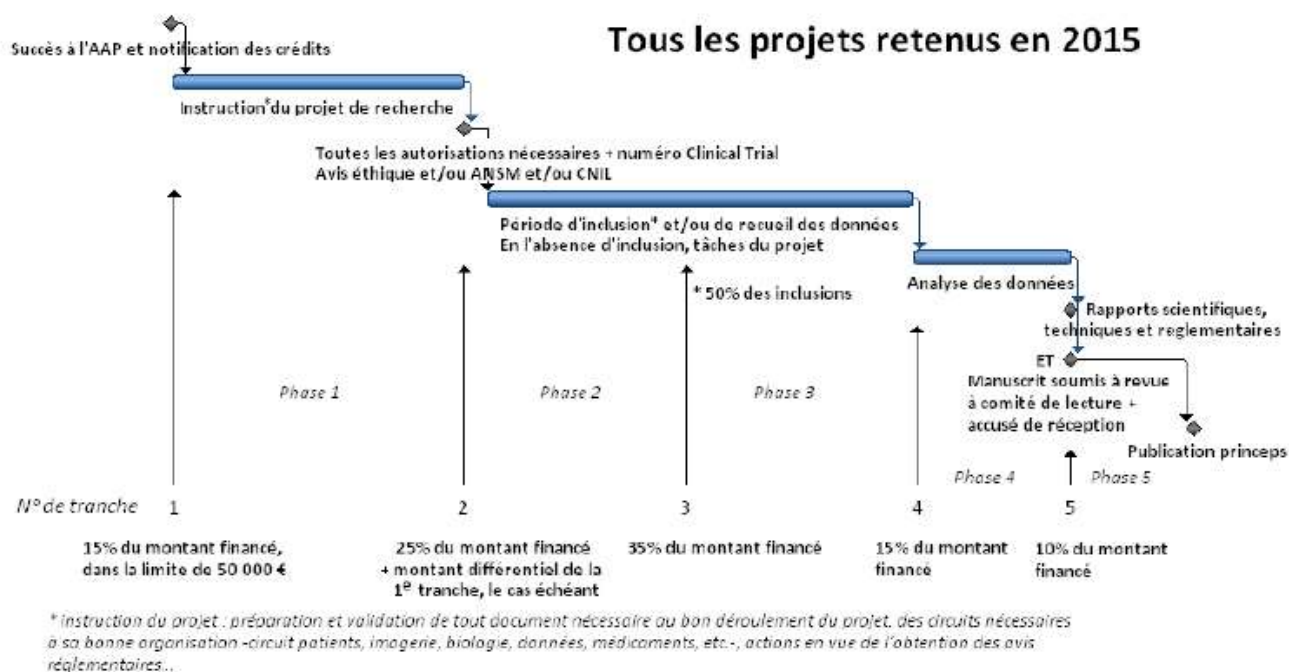 Tous les projets retenus en 2015
Succès à l'AAP et notification des crédits
Instruction* du projet de recherche
Toutes les autorisations nécessaires + numéro Clinical Trial
Avis éthique et/ou ANSM et/ou CNIL
Période d'inclusion* et/ou de recueil des données
En l'absence d'inclusion, tâches du projet
Analyse des données
* 50% des inclusions
Rapports scientifiques,
techniques et reglementaires
ET
Manuscrit soumis à revue
à comité de lecture +
accusé de réception
Publication princeps
Phase 1
Phase 2
Phase 3
Phase 4
Phase 5
N° de tranche
1
2
3
4
5
15% du montant financé,
dans la limite de 50 000 €
25% du montant financé
+ montant différentiel de la
1e tranche, le cas échéant
35% du montant financé
15% du montant
financé
10% du montant
financé
* instruction du projet : préparation et validation de tout document nécessaire au bon déroulement du projet, des circuits nécessaires
à sa bonne organisation -circuit patients, imagerie, biologie, données, médicaments, etc.-, actions en vue de l'obtention des avis
réglementaires...